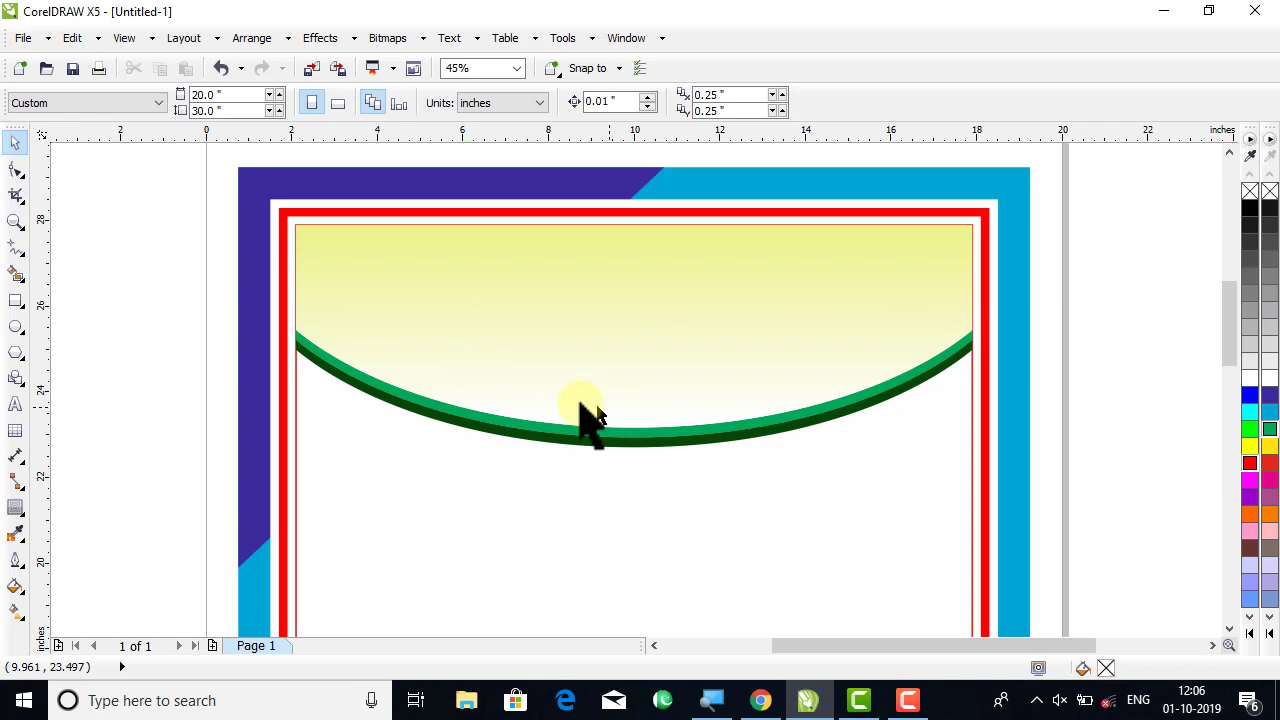 CorelDRAW X5 - [Untitled-1]
File Edit View Layout Arrange Effects Bitmaps Text Table Tools Window
45% Snap to
Custom 20.0 " 30.0 " Units: inches 0.01 " 0.25 " 0.25 "
2 0 2 4 6 8 10 12 14 16 18 20 22 inches
28
26
24
22
20
inches
1 of 1 Page 1
(9.961 , 23.497)
Type here to search
ENG
12:06
01-10-2019
6